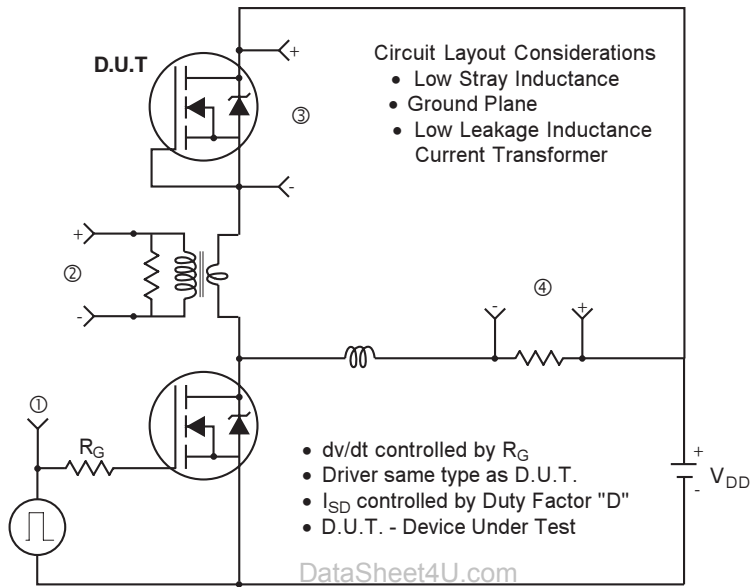 D.U.T
+
-
③
Circuit Layout Considerations
• Low Stray Inductance
• Ground Plane
• Low Leakage Inductance
Current Transformer
+
②
-
④
-
+
①
RG
• dv/dt controlled by RG
• Driver same type as D.U.T.
• ISD controlled by Duty Factor "D"
• D.U.T. - Device Under Test
+
VDD
-
DataSheet4U.com